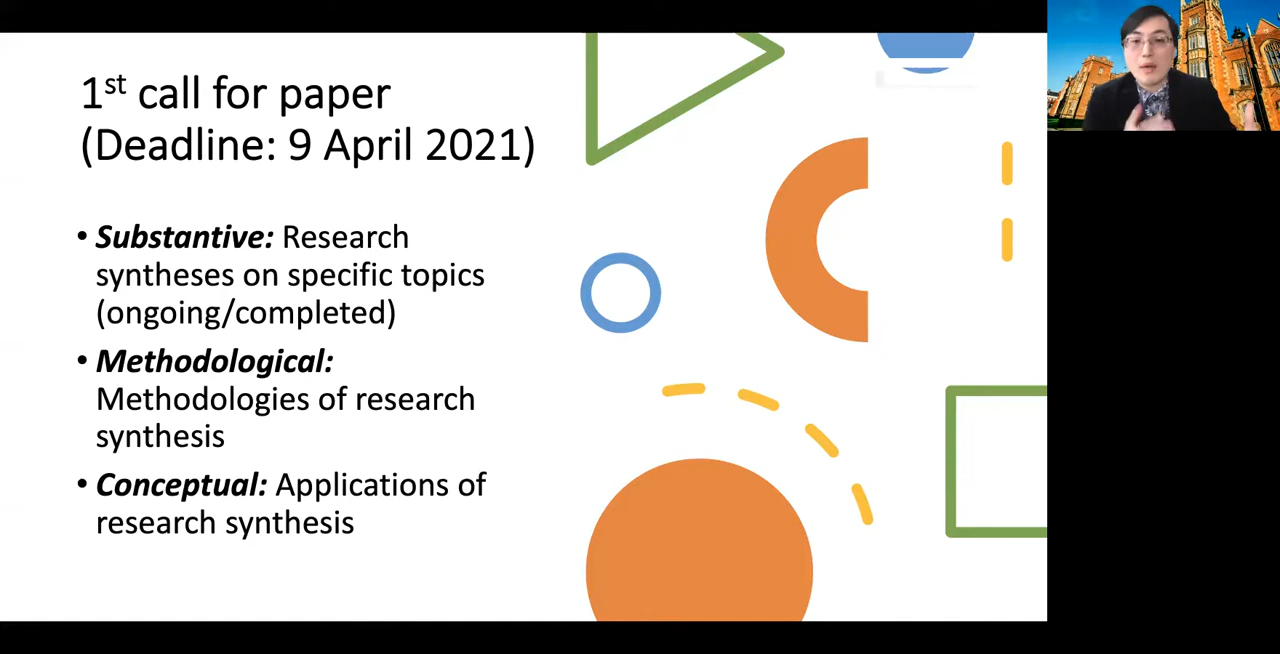 1st call for paper
(Deadline: 9 April 2021)
• Substantive: Research
syntheses on specific topics
(ongoing/completed)
• Methodological:
Methodologies of research
synthesis
• Conceptual: Applications of
research synthesis